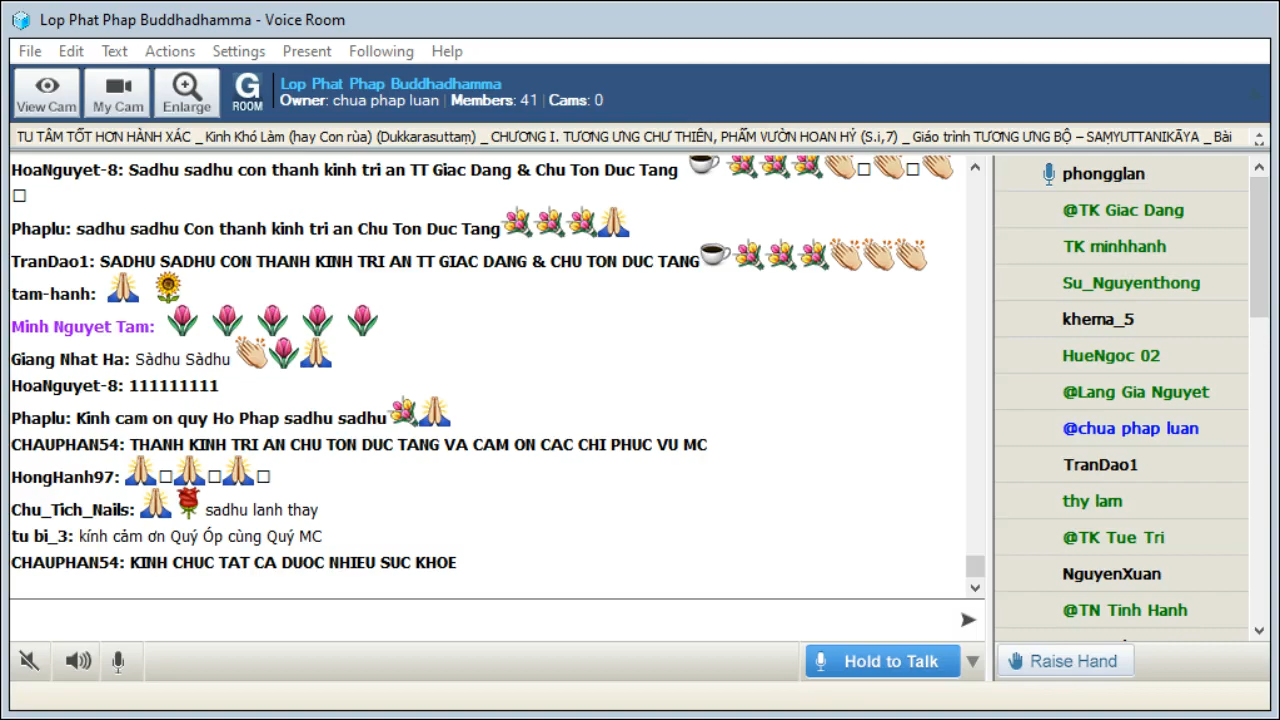 Lop Phat Phap Buddhadhamma - Voice Room
File Edit Text Actions Settings Present Following Help
View Cam
My Cam
Enlarge
G
ROOM
Lop Phat Phap Buddhadhamma
Owner: chua phap luan | Members: 41 | Cams: 0
TU TÂM TỐT HƠN HÀNH XÁC _ Kinh Khó Làm (hay Con rùa) (Dukkarasuttaṃ) _ CHƯƠNG I. TƯƠNG ƯNG CHƯ THIÊN, PHẨM VƯỜN HOAN HỶ (S.i,7) _ Giáo trình TƯƠNG ƯNG BỘ – SAṂYUTTANIKĀYA _ Bài
HoaNguyet-8: Sadhu sadhu con thanh kinh tri an TT Giac Dang & Chu Ton Duc Tang
Phaplu: sadhu sadhu Con thanh kinh tri an Chu Ton Duc Tang
TranDao1: SADHU SADHU CON THANH KINH TRI AN TT GIAC DANG & CHU TON DUC TANG
tam-hanh:
Minh Nguyet Tam:
Giang Nhat Ha: Sàdhu Sàdhu
HoaNguyet-8: 111111111
Phaplu: Kinh cam on quy Ho Phap sadhu sadhu
CHAUPHAN54: THANH KINH TRI AN CHU TON DUC TANG VA CAM ON CAC CHI PHUC VU MC
HongHanh97:
Chu_Tich_Nails: sadhu lanh thay
tu bi_3: kính cảm ơn Quý Óp cùng Quý MC
CHAUPHAN54: KINH CHUC TAT CA DUOC NHIEU SUC KHOE
phongglan
@TK Giac Dang
TK minhhanh
Su_Nguyenthong
khema_5
HueNgoc 02
@Lang Gia Nguyet
@chua phap luan
TranDao1
thy lam
@TK Tue Tri
NguyenXuan
@TN Tinh Hanh
Hold to Talk
Raise Hand